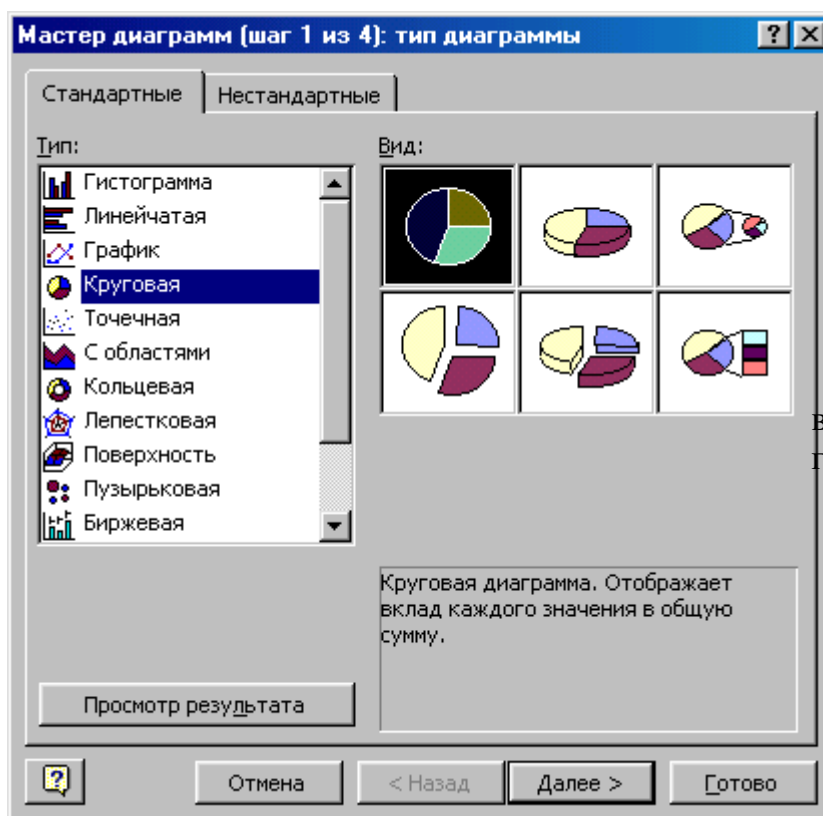 Мастер диаграмм (шаг 1 из 4): тип диаграммы
Стандартные
Нестандартные
Тип:
Вид:
Гистограмма
Линейчатая
График
Круговая
Точечная
С областями
Кольцевая
Лепестковая
Поверхность
Пузырьковая
Биржевая
Круговая диаграмма. Отображает
вклад каждого значения в общую
сумму.
Просмотр результата
Отмена
< Назад
Далее >
Готово